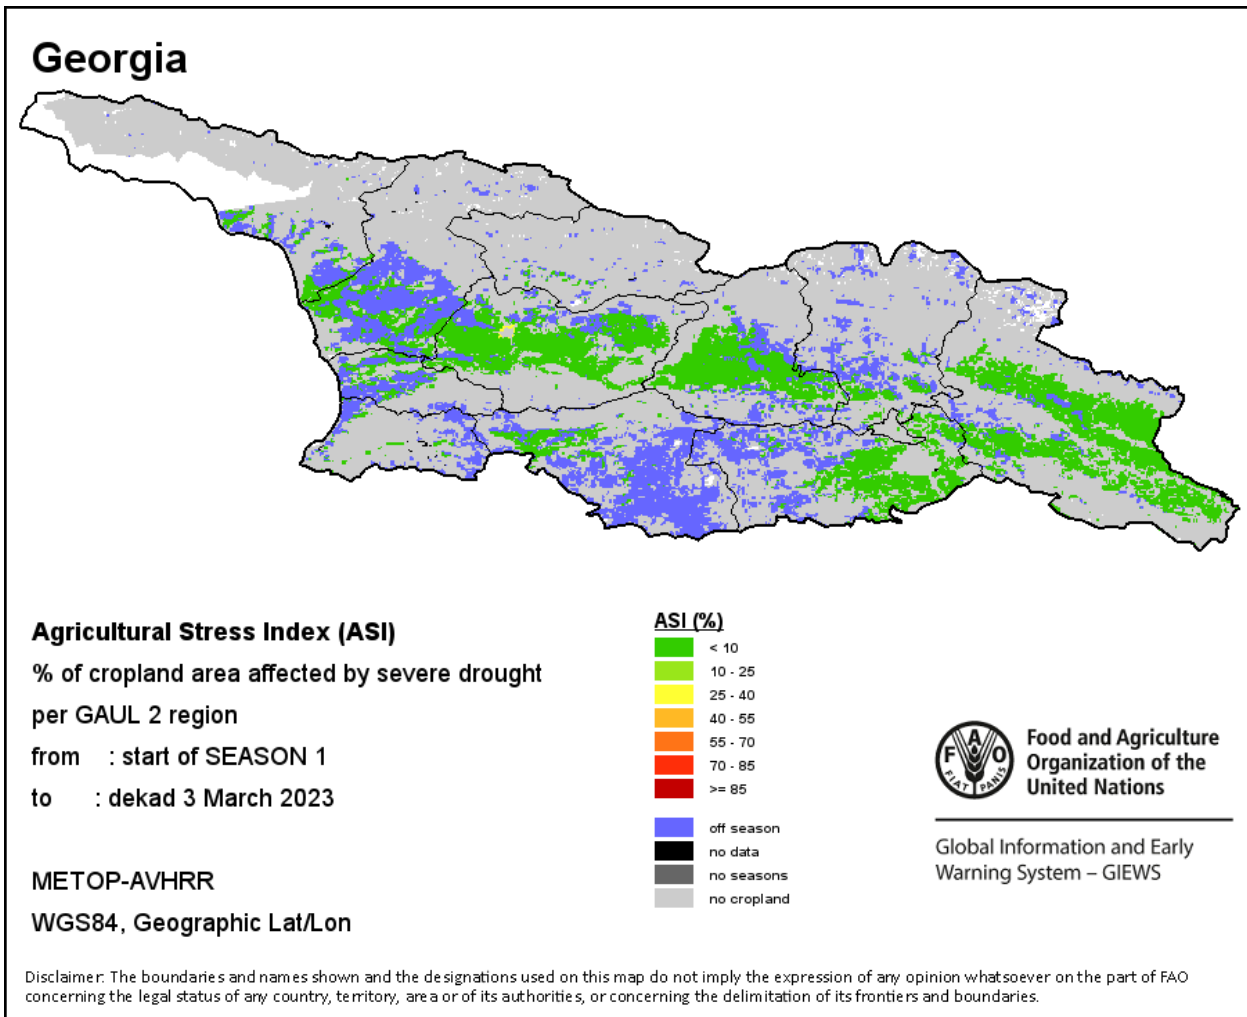 Georgia
Agricultural Stress Index (ASI)
% of cropland area affected by severe drought
per GAUL 2 region
from : start of SEASON 1
to : dekad 3 March 2023
METOP-AVHRR
WGS84, Geographic Lat/Lon
ASI (%)
< 10
10 - 25
25 - 40
40 - 55
55 - 70
70 - 85
>= 85
off season
no data
no seasons
no cropland
F A O
FIAT PANIS
Food and Agriculture
Organization of the
United Nations
Global Information and Early
Warning System – GIEWS
Disclaimer: The boundaries and names shown and the designations used on this map do not imply the expression of any opinion whatsoever on the part of FAO
concerning the legal status of any country, territory, area or of its authorities, or concerning the delimitation of its frontiers and boundaries.